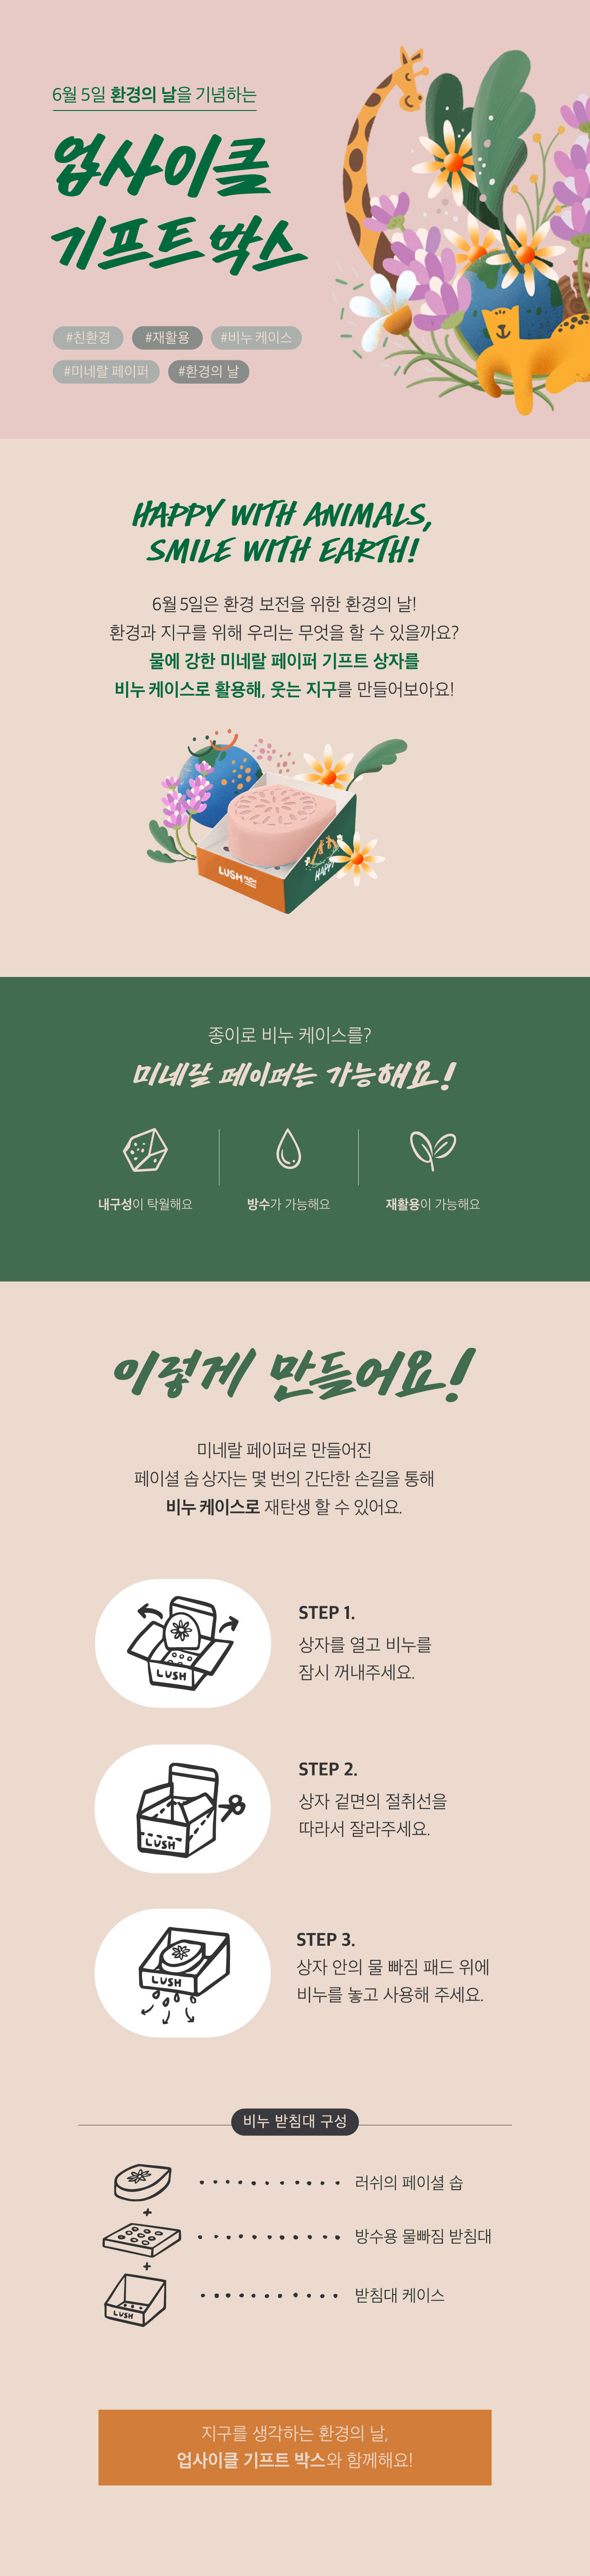 6월 5일 환경의 날을 기념하는
업사이클
기프트 박스
#친환경 #재활용 #비누 케이스
#미네랄 페이퍼 #환경의 날
HAPPY WITH ANIMALS,
SMILE WITH EARTH!
6월 5일은 환경 보전을 위한 환경의 날!
환경과 지구를 위해 우리는 무엇을 할 수 있을까요?
물에 강한 미네랄 페이퍼 기프트 상자를
비누 케이스로 활용해, 웃는 지구를 만들어보아요!
LUSH
HAPPY
종이로 비누 케이스를?
미네랄 페이퍼는 가능해요!
내구성이 탁월해요
방수가 가능해요
재활용이 가능해요
이렇게 만들어요!
미네랄 페이퍼로 만들어진
페이셜 솝 상자는 몇 번의 간단한 손길을 통해
비누 케이스로 재탄생 할 수 있어요.
LUSH
STEP 1.
상자를 열고 비누를
잠시 꺼내주세요.
LUSH
STEP 2.
상자 겉면의 절취선을
따라서 잘라주세요.
LUSH
STEP 3.
상자 안의 물 빠짐 패드 위에
비누를 놓고 사용해 주세요.
비누 받침대 구성
러쉬의 페이셜 솝
방수용 물빠짐 받침대
받침대 케이스
LUSH
지구를 생각하는 환경의 날,
업사이클 기프트 박스와 함께해요!